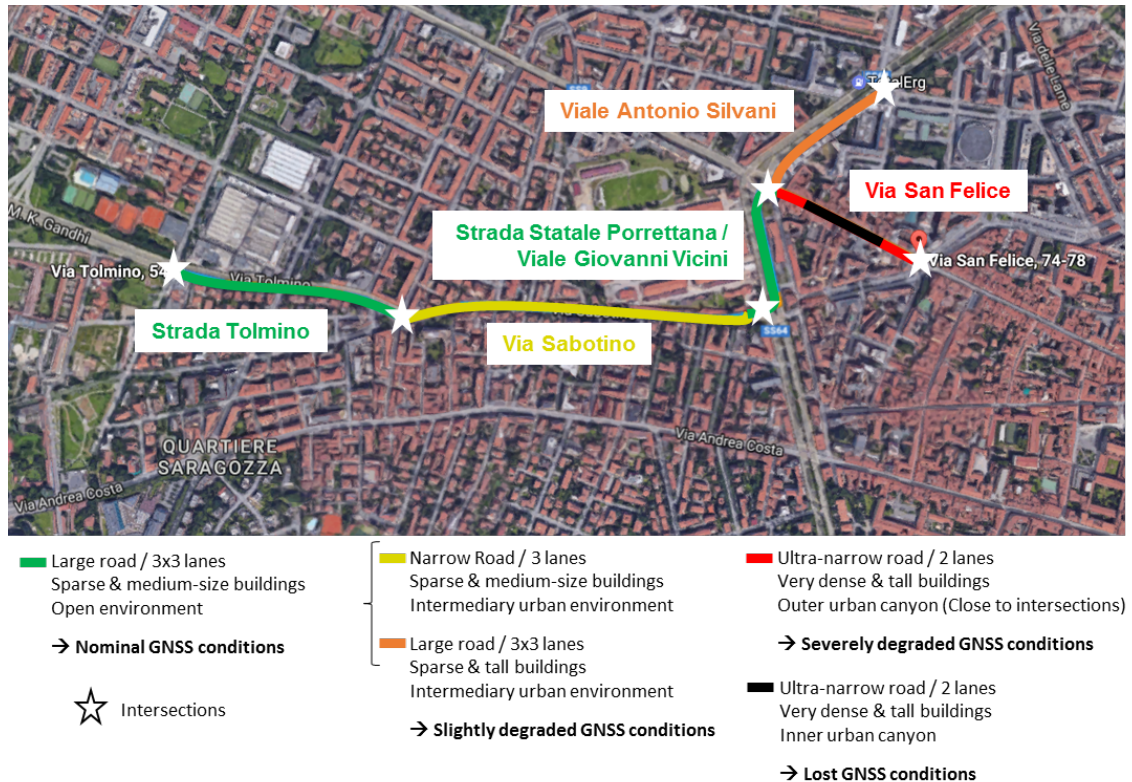 Via delle Lame
Viale Antonio Silvani
Via San Felice
M. K. Gandhi
Strada Statale Porrettana /
Viale Giovanni Vicini
Via Tolmino, 54
Via Tolmino
Via San Felice, 74-78
Strada Tolmino
Via Sabotino
SS64
QUARTIERE
SARAGOZZA
Via Andrea Costa
Via Andrea Costa
Large road / 3x3 lanes
Sparse & medium-size buildings
Open environment
→ Nominal GNSS conditions
Intersections
Narrow Road / 3 lanes
Sparse & medium-size buildings
Intermediary urban environment
Large road / 3x3 lanes
Sparse & tall buildings
Intermediary urban environment
→ Slightly degraded GNSS conditions
Ultra-narrow road / 2 lanes
Very dense & tall buildings
Outer urban canyon (Close to intersections)
→ Severely degraded GNSS conditions
Ultra-narrow road / 2 lanes
Very dense & tall buildings
Inner urban canyon
→ Lost GNSS conditions